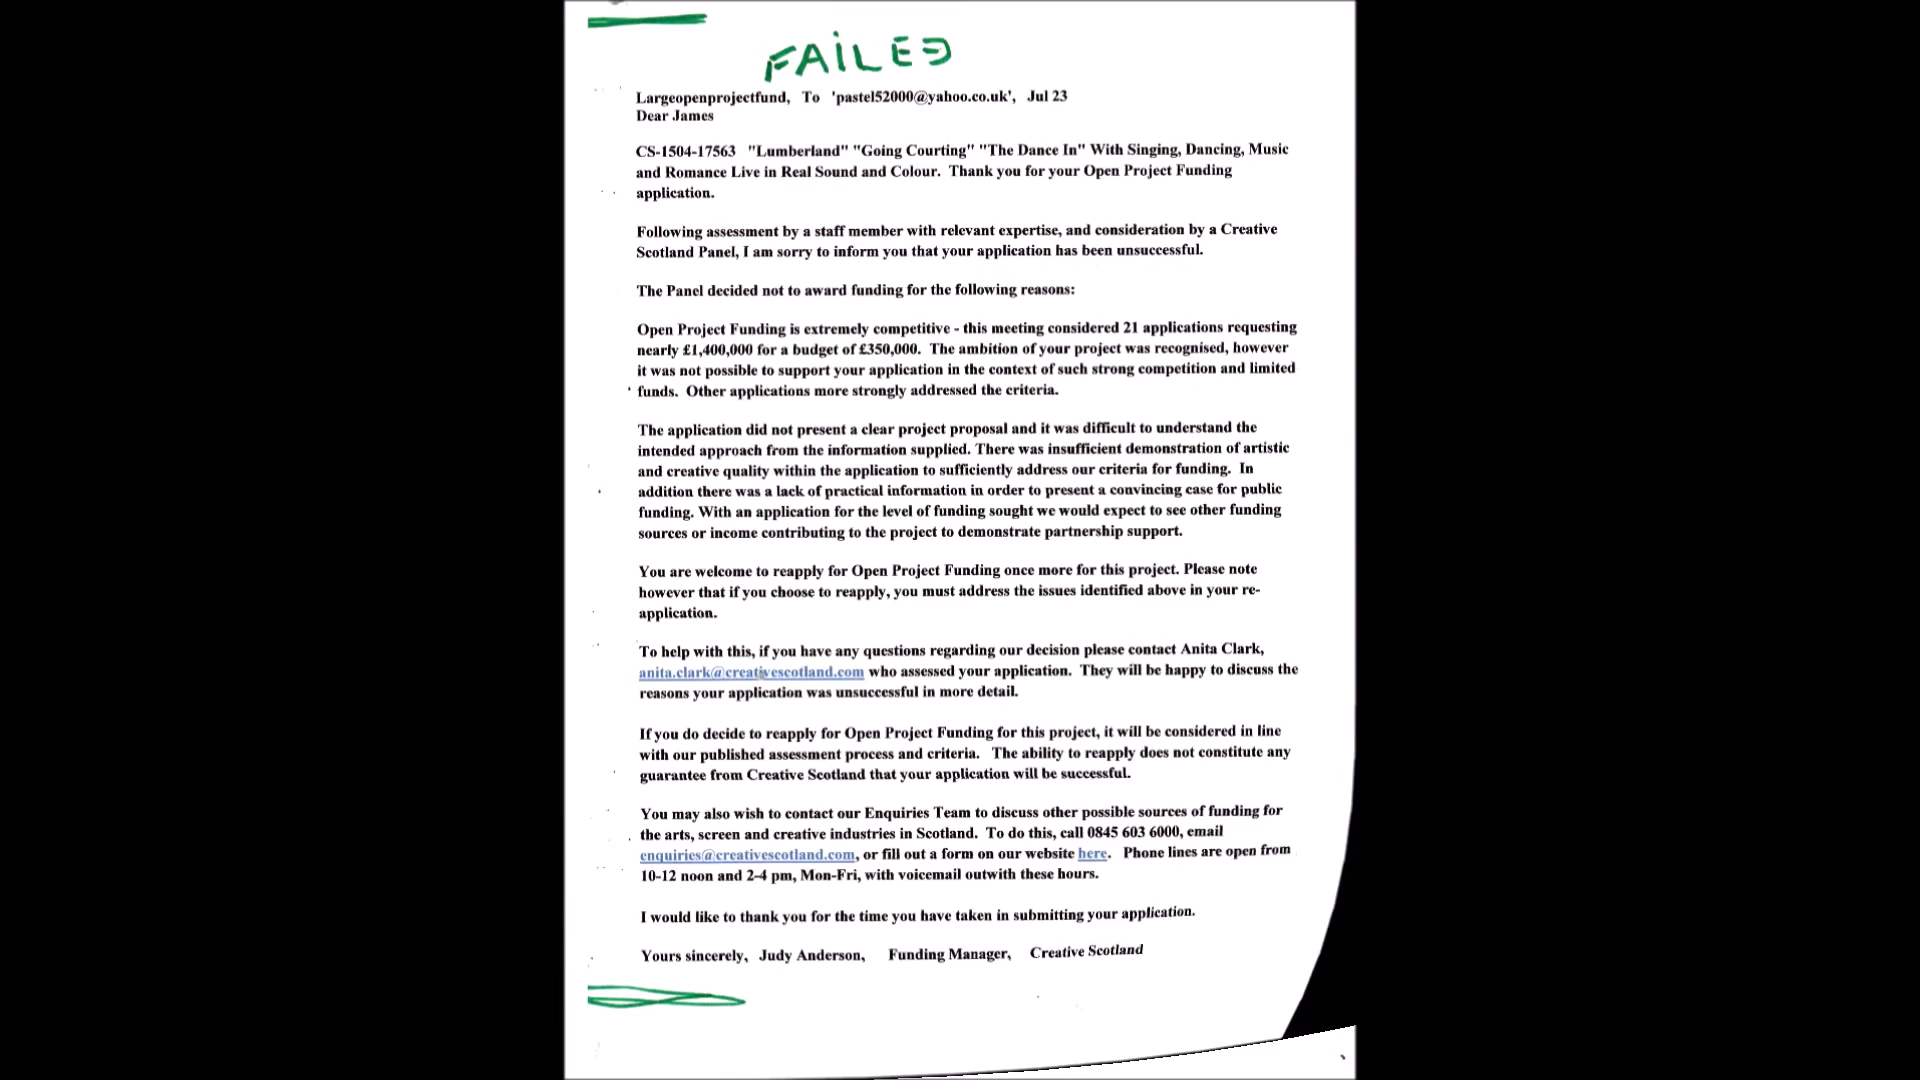 FAILED
Largeopenprojectfund, To 'pastel52000@yahoo.co.uk', Jul 23
Dear James
CS-1504-17563 "Lumberland" "Going Courting" "The Dance In" With Singing, Dancing, Music
and Romance Live in Real Sound and Colour. Thank you for your Open Project Funding
application.
Following assessment by a staff member with relevant expertise, and consideration by a Creative
Scotland Panel, I am sorry to inform you that your application has been unsuccessful.
The Panel decided not to award funding for the following reasons:
Open Project Funding is extremely competitive - this meeting considered 21 applications requesting
nearly £1,400,000 for a budget of £350,000. The ambition of your project was recognised, however
it was not possible to support your application in the context of such strong competition and limited
funds. Other applications more strongly addressed the criteria.
The application did not present a clear project proposal and it was difficult to understand the
intended approach from the information supplied. There was insufficient demonstration of artistic
and creative quality within the application to sufficiently address our criteria for funding. In
addition there was a lack of practical information in order to present a convincing case for public
funding. With an application for the level of funding sought we would expect to see other funding
sources or income contributing to the project to demonstrate partnership support.
You are welcome to reapply for Open Project Funding once more for this project. Please note
however that if you choose to reapply, you must address the issues identified above in your re-
application.
To help with this, if you have any questions regarding our decision please contact Anita Clark,
anita.clark@creativescotland.com who assessed your application. They will be happy to discuss the
reasons your application was unsuccessful in more detail.
If you do decide to reapply for Open Project Funding for this project, it will be considered in line
with our published assessment process and criteria. The ability to reapply does not constitute any
guarantee from Creative Scotland that your application will be successful.
You may also wish to contact our Enquiries Team to discuss other possible sources of funding for
the arts, screen and creative industries in Scotland. To do this, call 0845 603 6000, email
enquiries@creativescotland.com, or fill out a form on our website here. Phone lines are open from
10-12 noon and 2-4 pm, Mon-Fri, with voicemail outwith these hours.
I would like to thank you for the time you have taken in submitting your application.
Yours sincerely, Judy Anderson, Funding Manager, Creative Scotland